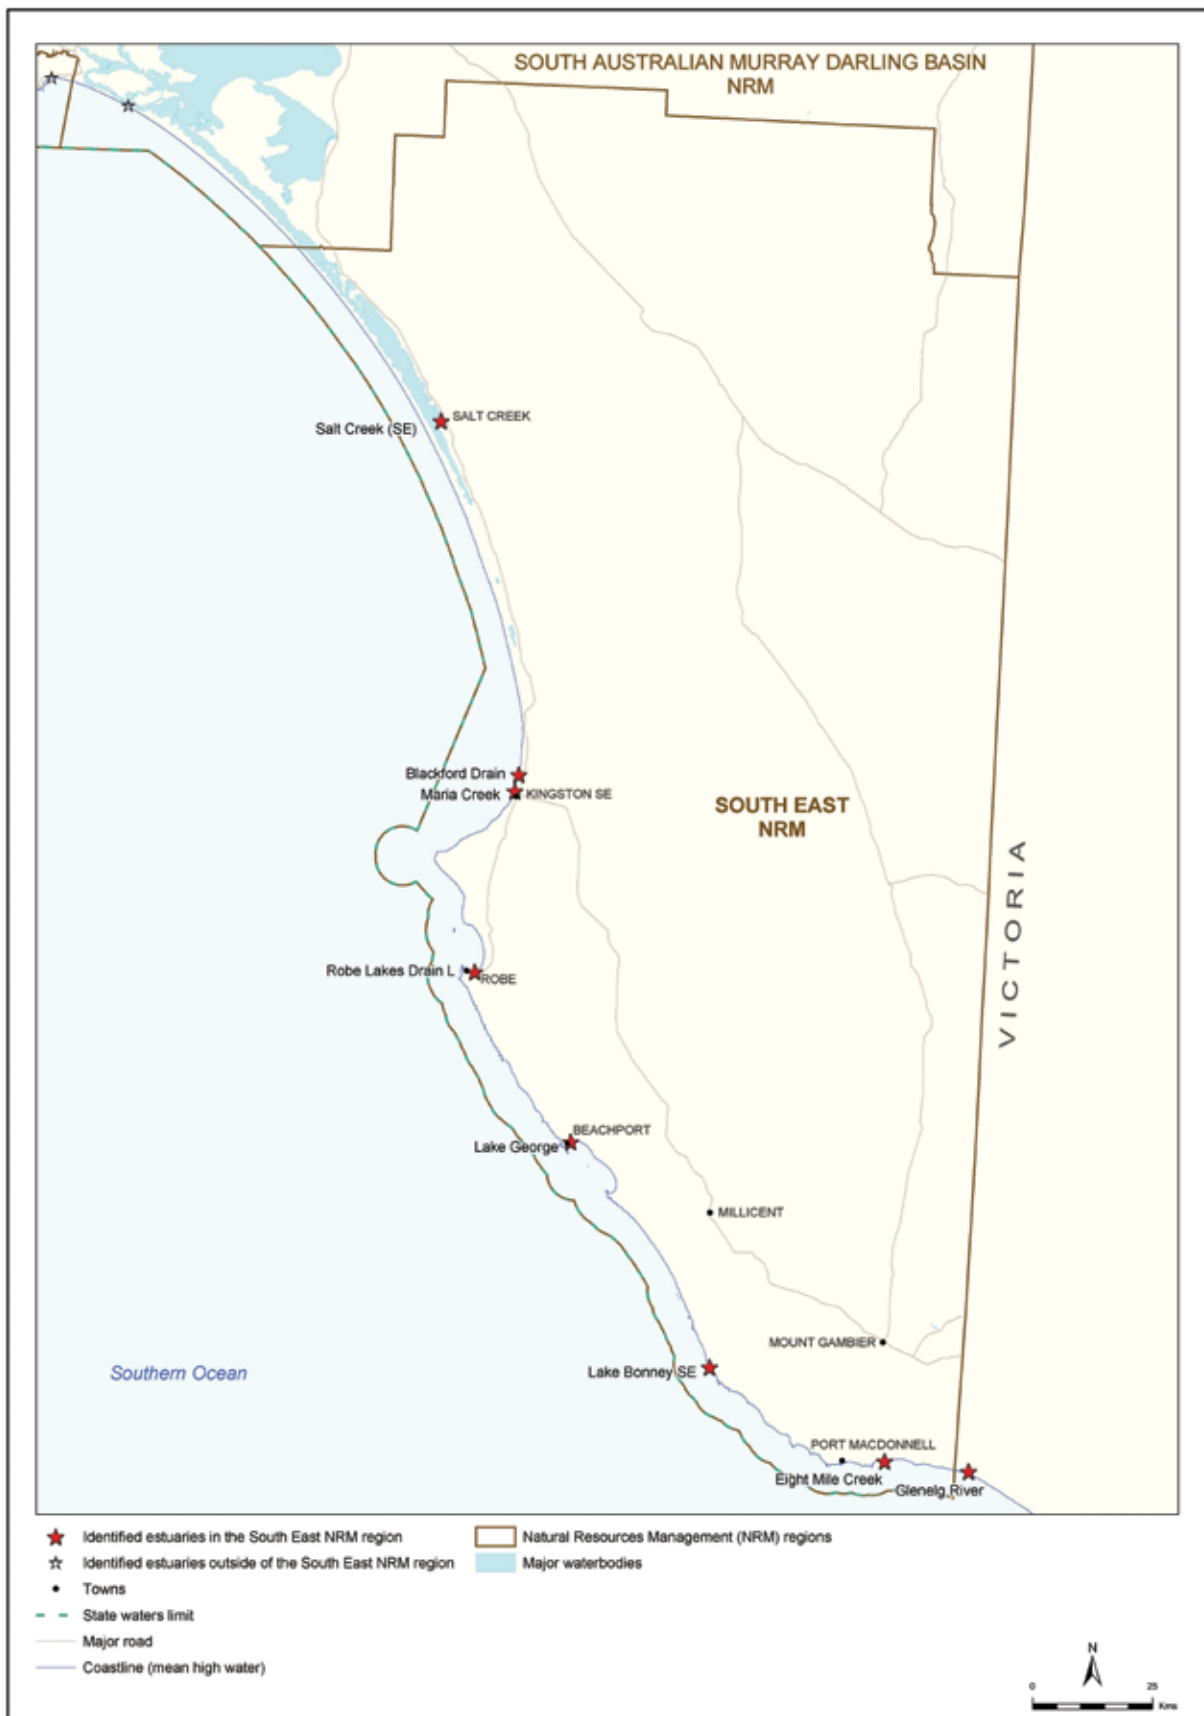 SOUTH AUSTRALIAN MURRAY DARLING BASIN
NRM
SALT CREEK
Salt Creek (SE)
Blackford Drain
Maria Creek
KINGSTON SE
SOUTH EAST
NRM
VICTORIA
Robe Lakes Drain L
ROBE
BEACHPORT
Lake George
MILLICENT
MOUNT GAMBIER
Southern Ocean
Lake Bonney SE
PORT MACDONNELL
Eight Mile Creek
Glenelg River
Identified estuaries in the South East NRM region
Identified estuaries outside of the South East NRM region
Towns
State waters limit
Major road
Coastline (mean high water)
Natural Resources Management (NRM) regions
Major waterbodies
N
0 25
Kms